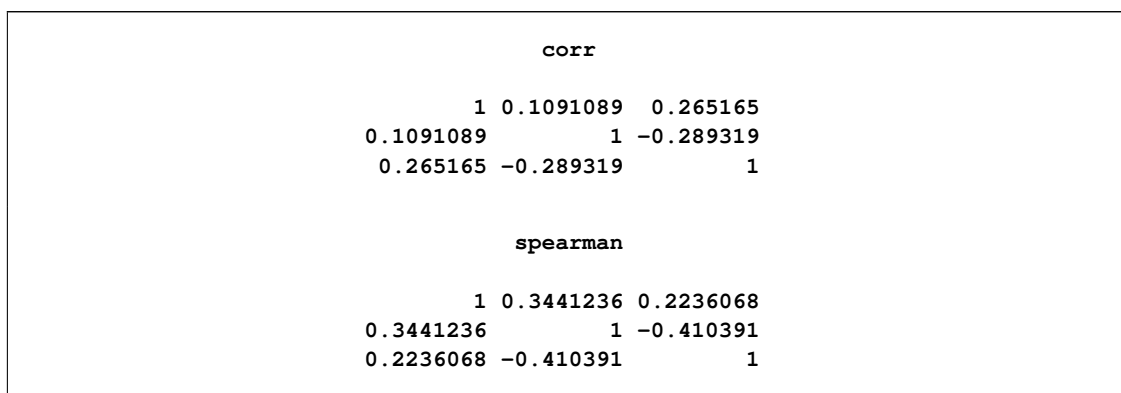 corr
1 0.1091089 0.265165
0.1091089 1 -0.289319
0.265165 -0.289319 1
spearman
1 0.3441236 0.2236068
0.3441236 1 -0.410391
0.2236068 -0.410391 1